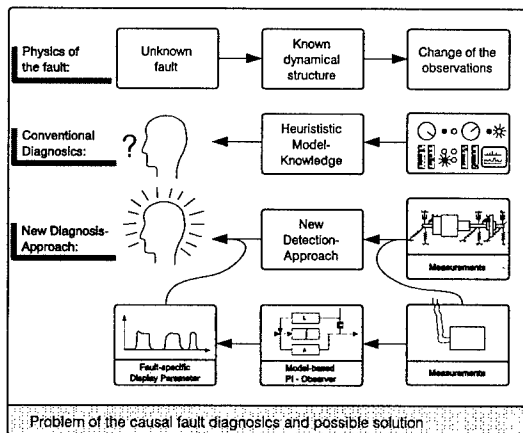 Physics of
the fault:
Unknown
fault
Known
dynamical
structure
Change of the
observations
Conventional
Diagnosics:
?
Heurististic
Model-
Knowledge
New Diagnosis-
Approach:
New
Detection-
Approach
Measurements
Fault-specific
Display Parameter
Model-based
PI - Observer
Measurements
Problem of the causal fault diagnostics and possible solution